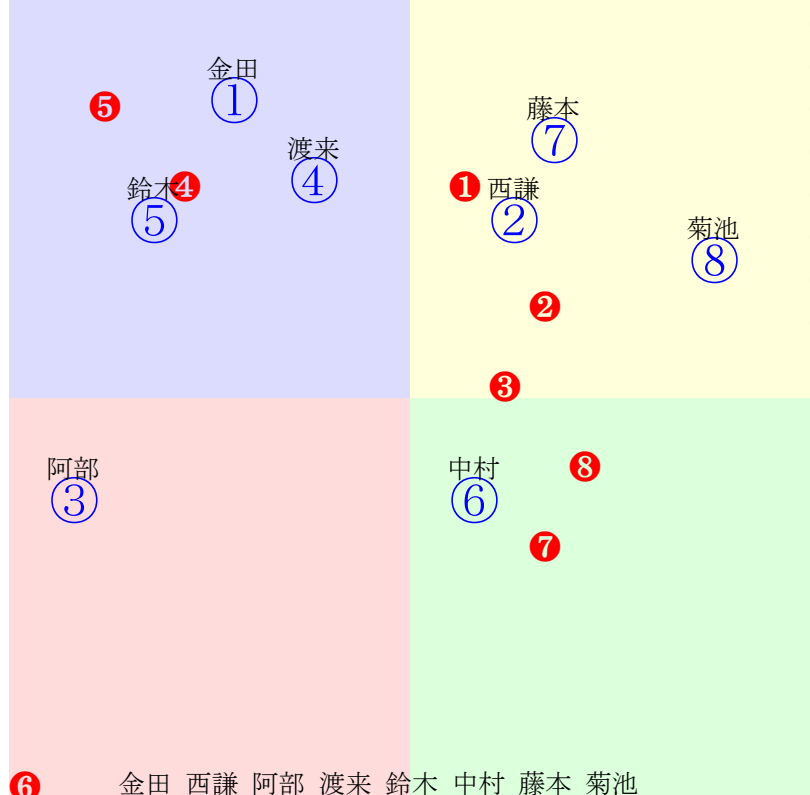 金田
①
❺
藤本
⑦
渡来
④
鈴木
❹
⑤
❶
西謙
②
菊池
⑧
❷
❸
阿部
③
中村
⑥
❽
❼
❻ 金田 西謙 阿部 渡来 鈴木 中村 藤本 菊池